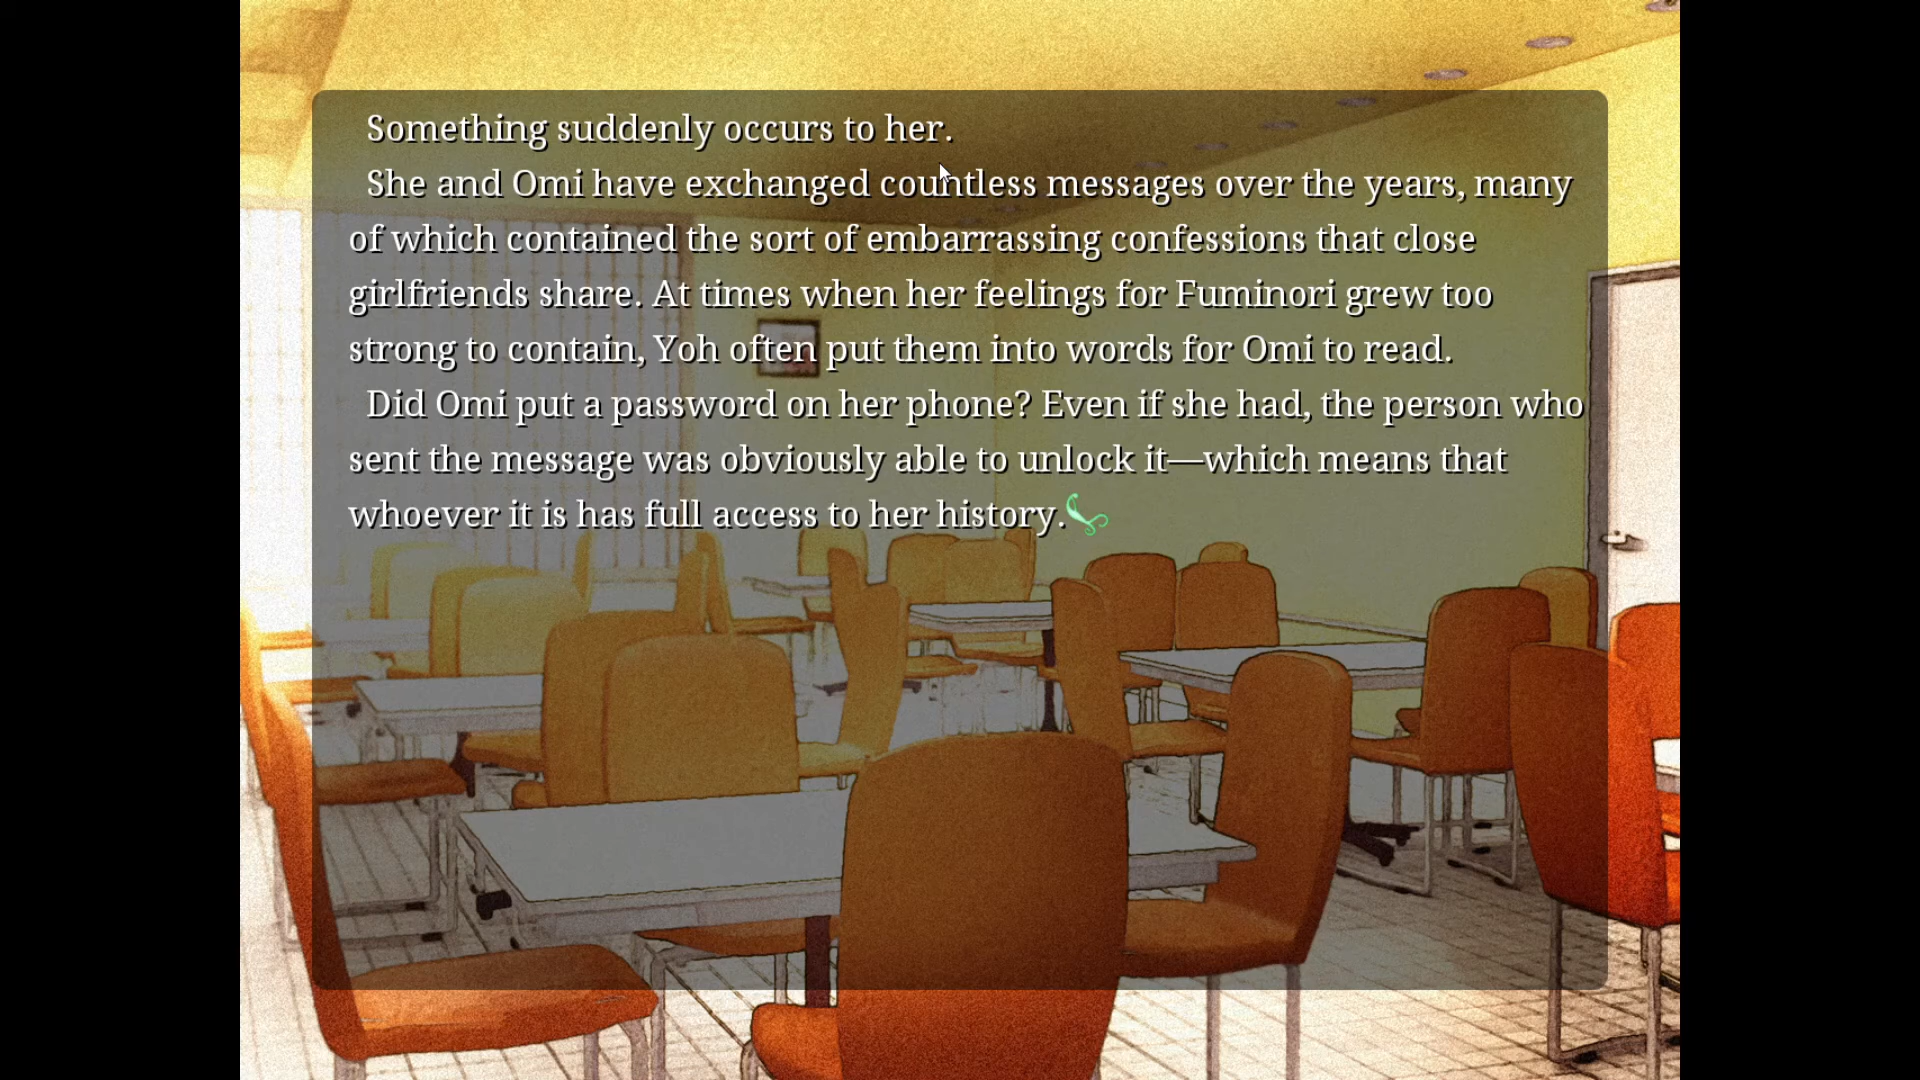 Something suddenly occurs to her.
She and Omi have exchanged countless messages over the years, many
of which contained the sort of embarrassing confessions that close
girlfriends share. At times when her feelings for Fuminori grew too
strong to contain, Yoh often put them into words for Omi to read.
Did Omi put a password on her phone? Even if she had, the person who
sent the message was obviously able to unlock it—which means that
whoever it is has full access to her history.